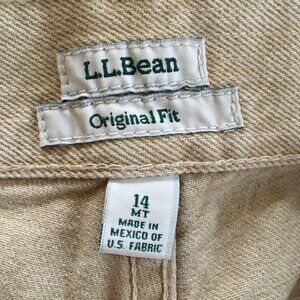 L.L.Bean
Original Fit
14
MT
MADE IN
MEXICO OF
U.S. FABRIC